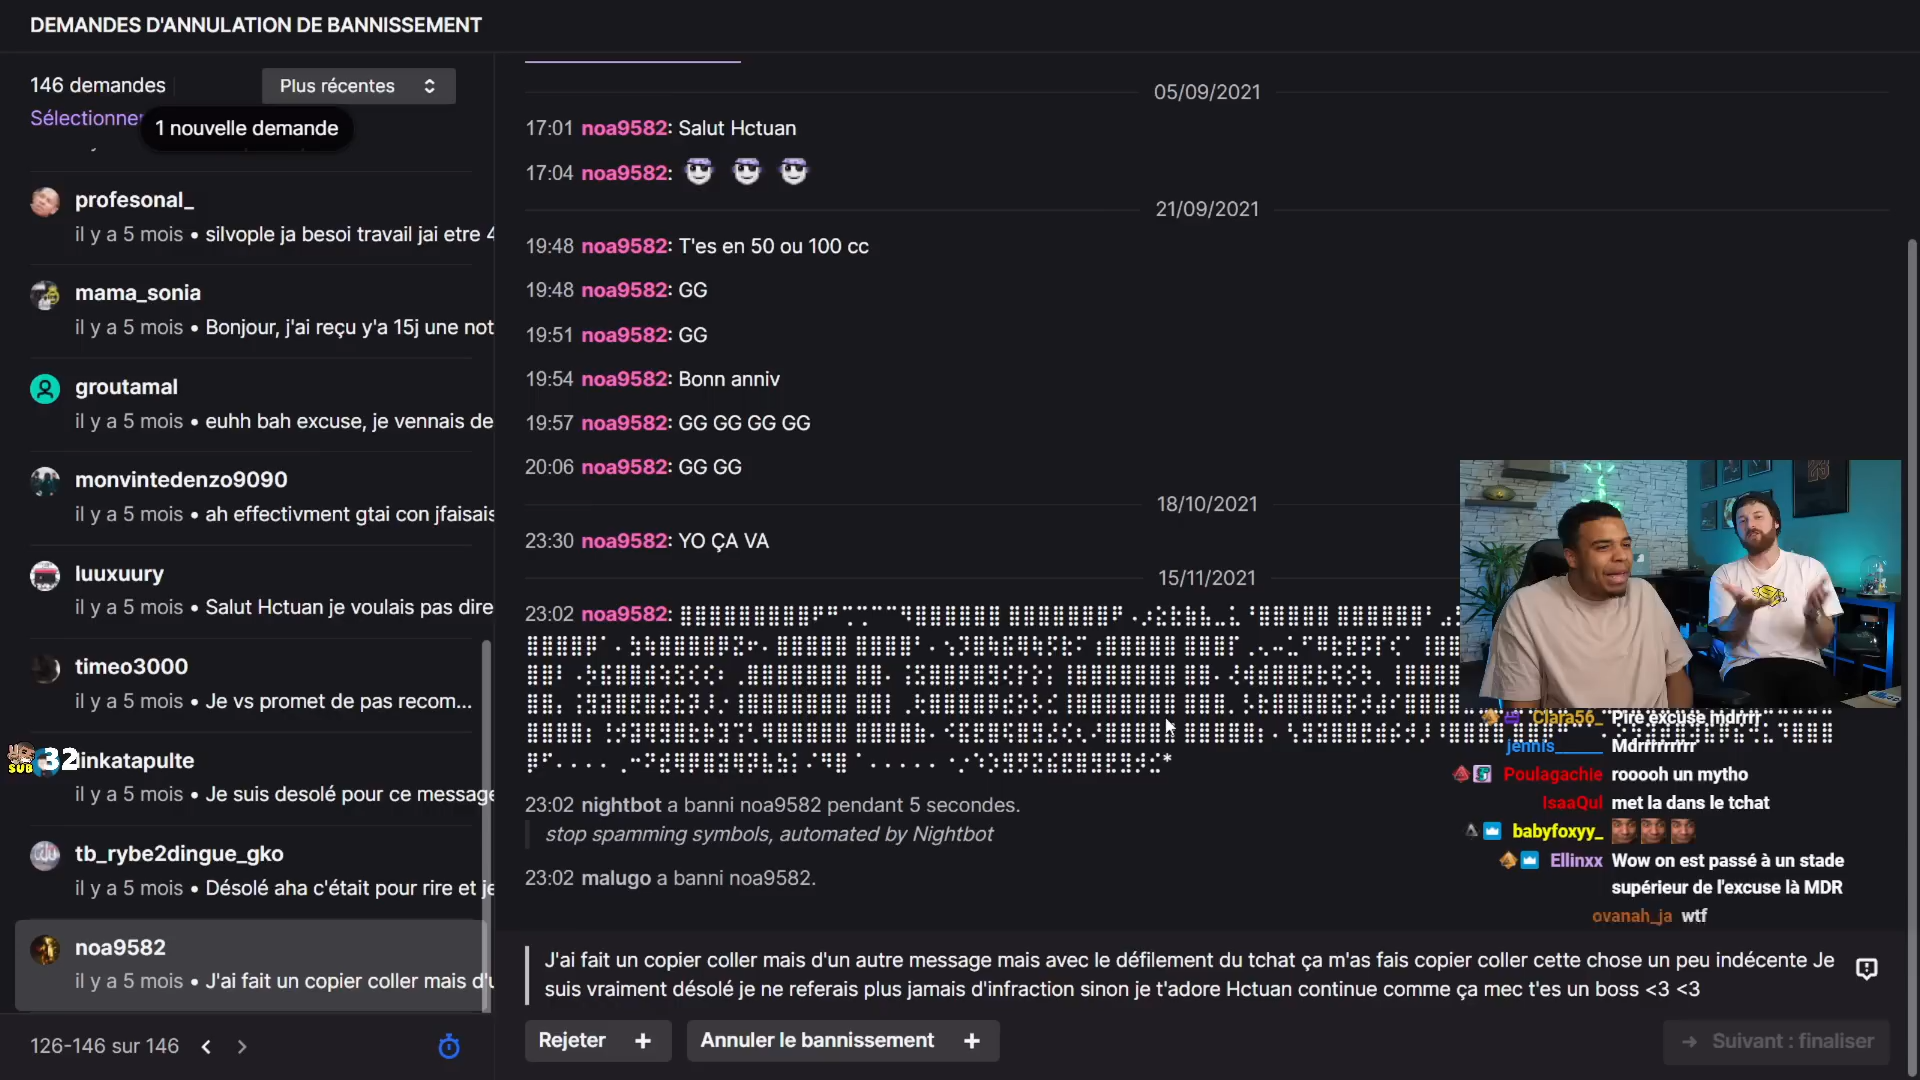 DEMANDES D'ANNULATION DE BANNISSEMENT
146 demandes
Plus récentes
Sélectionner
1 nouvelle demande
profesonal_
il y a 5 mois • silvople ja besoi travail jai etre 4
mama_sonia
il y a 5 mois • Bonjour, j'ai reçu y'a 15j une not
groutamal
il y a 5 mois • euhh bah excuse, je vennais de
monvintedenzo9090
il y a 5 mois • ah effectivment gtai con jfaisais
luuxuury
il y a 5 mois • Salut Hctuan je voulais pas dire
timeo3000
il y a 5 mois • Je vs promet de pas recom...
SUB 32
linkatapulte
il y a 5 mois • Je suis desolé pour ce message
tb_rybe2dingue_gko
il y a 5 mois • Désolé aha c'était pour rire et je
noa9582
il y a 5 mois • J'ai fait un copier coller mais d'u
126-146 sur 146
05/09/2021
17:01 noa9582: Salut Hctuan
17:04 noa9582:
21/09/2021
19:48 noa9582: T'es en 50 ou 100 cc
19:48 noa9582: GG
19:51 noa9582: GG
19:54 noa9582: Bonn anniv
19:57 noa9582: GG GG GG GG
20:06 noa9582: GG GG
18/10/2021
23:30 noa9582: YO ÇA VA
15/11/2021
23:02 noa9582:
23:02 nightbot a banni noa9582 pendant 5 secondes.
stop spamming symbols, automated by Nightbot
23:02 malugo a banni noa9582.
Clara56_ Pire excuse mdrrrr
jennis______ Mdrrrrrrrr
Poulagachie rooooh un mytho
IsaaQul met la dans le tchat
babyfoxyy_
Ellinxx Wow on est passé à un stade
supérieur de l'excuse là MDR
ovanah_ja wtf
J'ai fait un copier coller mais d'un autre message mais avec le défilement du tchat ça m'as fais copier coller cette chose un peu indécente Je
suis vraiment désolé je ne referais plus jamais d'infraction sinon je t'adore Hctuan continue comme ça mec t'es un boss <3 <3
Rejeter +
Annuler le bannissement +
→ Suivant : finaliser